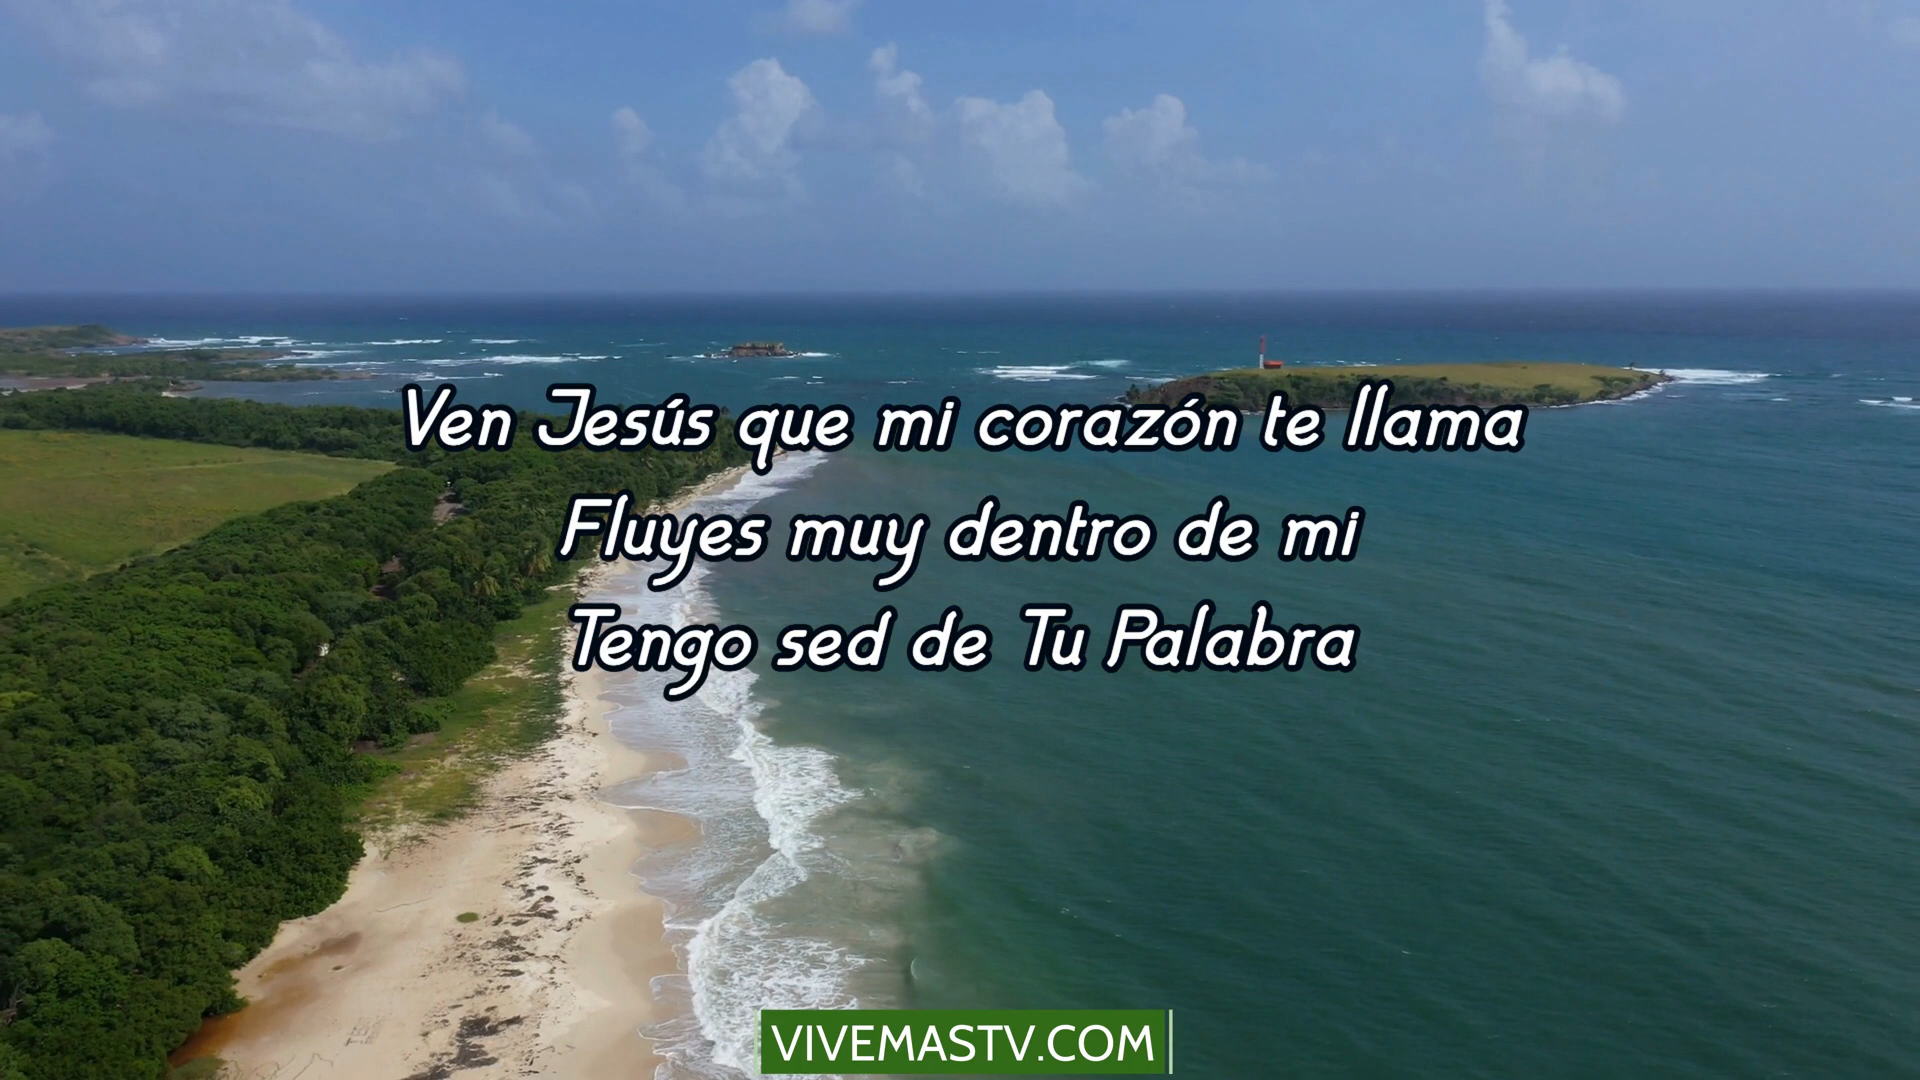 Ven Jesús que mi corazón te llama
Fluyes muy dentro de mi
Tengo sed de Tu Palabra
VIVEMASTV.COM